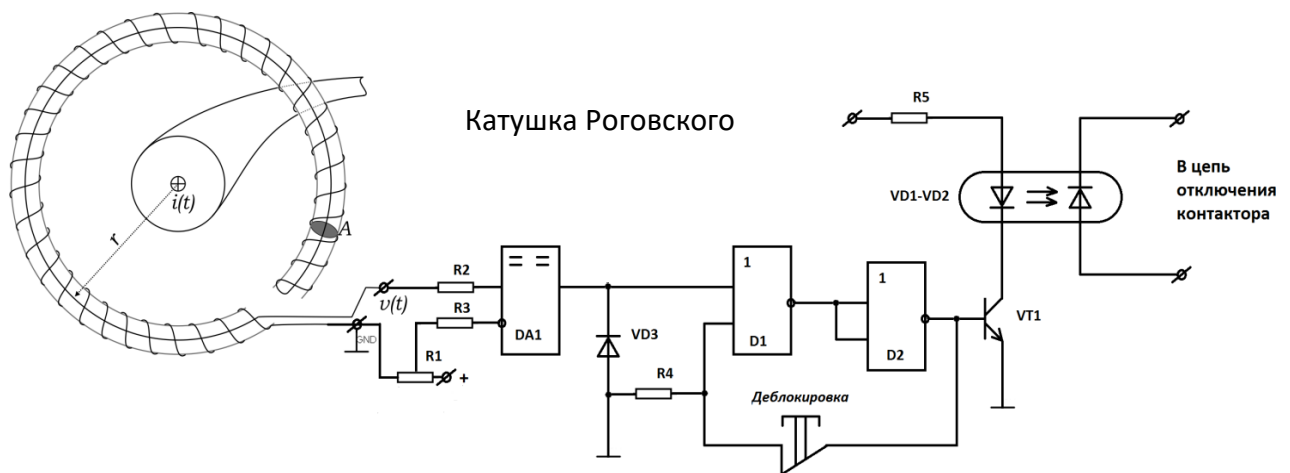 Катушка Роговского
i(t)
r
A
υ(t)
GND
R2
R3
R1
+
= =
DA1
VD3
R4
1
D1
1
D2
Деблокировка
VT1
R5
VD1-VD2
В цепь
отключения
контактора